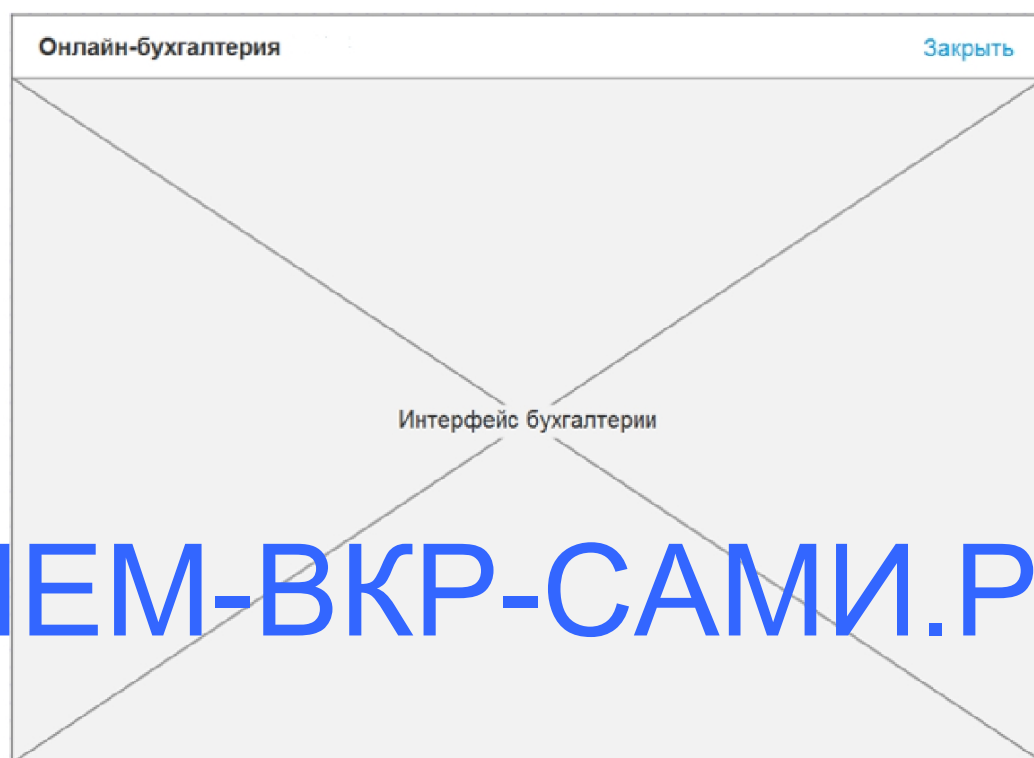 Онлайн-бухгалтерия Закрыть
Интерфейс бухгалтерии
ЕМ-ВКР-САМИ.Р